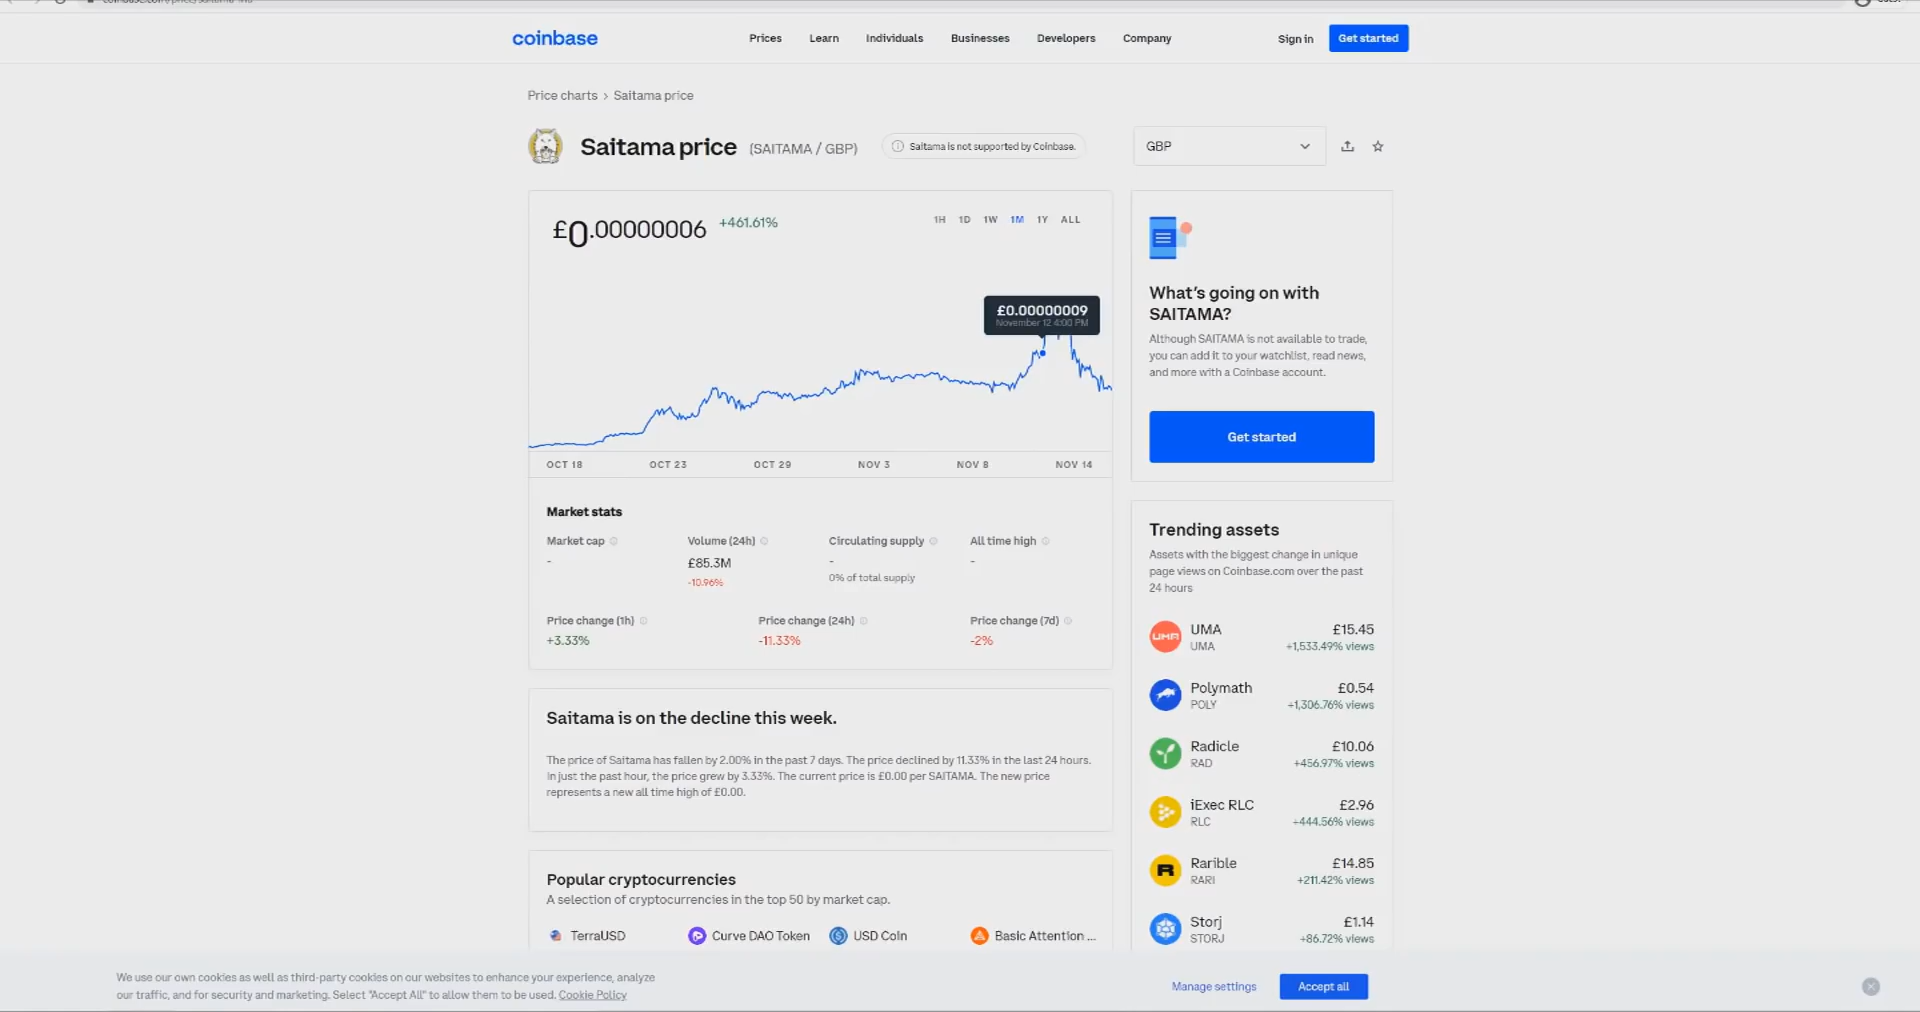 coinbase
Prices
Learn
Individuals
Businesses
Developers
Company
Sign in
Get started
Price charts > Saitama price
Saitama price (SAITAMA / GBP)
Saitama is not supported by Coinbase.
GBP
£0.00000006 +461.61%
1H 1D 1W 1M 1Y ALL
£0.00000009
November 12 4:00 PM
OCT 18 OCT 23 OCT 29 NOV 3 NOV 8 NOV 14
Market stats
Market cap
-
Volume (24h)
£85.3M
-10.96%
Circulating supply
-
0% of total supply
All time high
-
Price change (1h)
+3.33%
Price change (24h)
-11.33%
Price change (7d)
-2%
Saitama is on the decline this week.
The price of Saitama has fallen by 2.00% in the past 7 days. The price declined by 11.33% in the last 24 hours.
In just the past hour, the price grew by 3.33%. The current price is £0.00 per SAITAMA. The new price
represents a new all time high of £0.00.
Popular cryptocurrencies
A selection of cryptocurrencies in the top 50 by market cap.
TerraUSD
Curve DAO Token
USD Coin
Basic Attention ...
What's going on with
SAITAMA?
Although SAITAMA is not available to trade,
you can add it to your watchlist, read news,
and more with a Coinbase account.
Get started
Trending assets
Assets with the biggest change in unique
page views on Coinbase.com over the past
24 hours
UMA
UMA £15.45
UMA +1,533.49% views
Polymath £0.54
POLY +1,306.76% views
Radicle £10.06
RAD +456.97% views
iExec RLC £2.96
RLC +444.56% views
R
Rarible £14.85
RARI +211.42% views
Storj £1.14
STORJ +86.72% views
We use our own cookies as well as third-party cookies on our websites to enhance your experience, analyze
our traffic, and for security and marketing. Select "Accept All" to allow them to be used. Cookie Policy
Manage settings
Accept all